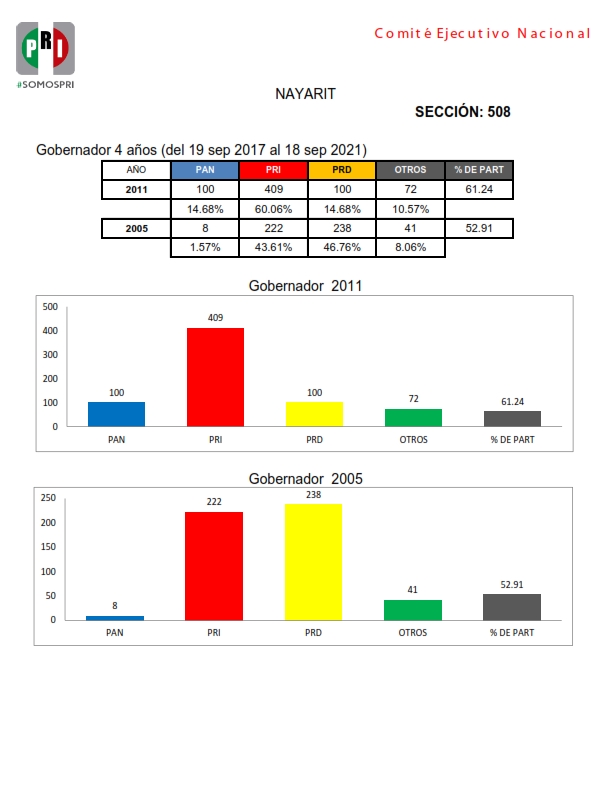 Comité Ejecutivo Nacional
PRI
#SOMOSPRI
NAYARIT
SECCIÓN: 508
Gobernador 4 años (del 19 sep 2017 al 18 sep 2021)
AÑO PAN PRI PRD OTROS % DE PART
2011 100 409 100 72 61.24
14.68% 60.06% 14.68% 10.57%
2005 8 222 238 41 52.91
1.57% 43.61% 46.76% 8.06%
Gobernador 2011
500
400
300
200
100
0
100 409 100 72 61.24
PAN PRI PRD OTROS % DE PART
Gobernador 2005
250
200
150
100
50
0
8 222 238 41 52.91
PAN PRI PRD OTROS % DE PART